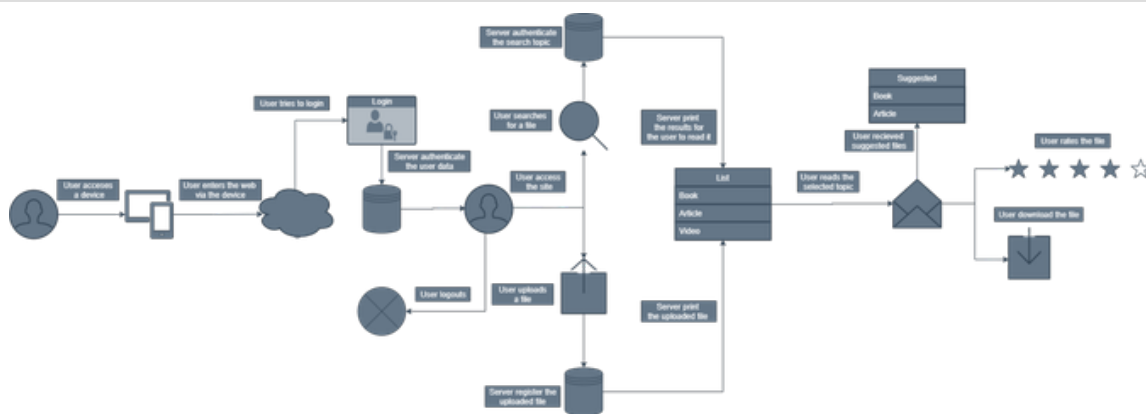 Server authenticate
the search topic
Suggested
Book
Article
User tries to login
Login
User searches
for a file
Server print
the results for
the user to read it
User recieved
suggested files
User rates the file
Server authenticate
the user data
User acceses
a device
User enters the web
via the device
User access
the site
List
Book
Article
Video
User reads the
selected topic
User download the file
User logouts
User uploads
a file
Server print
the uploaded file
Server register the
uploaded file